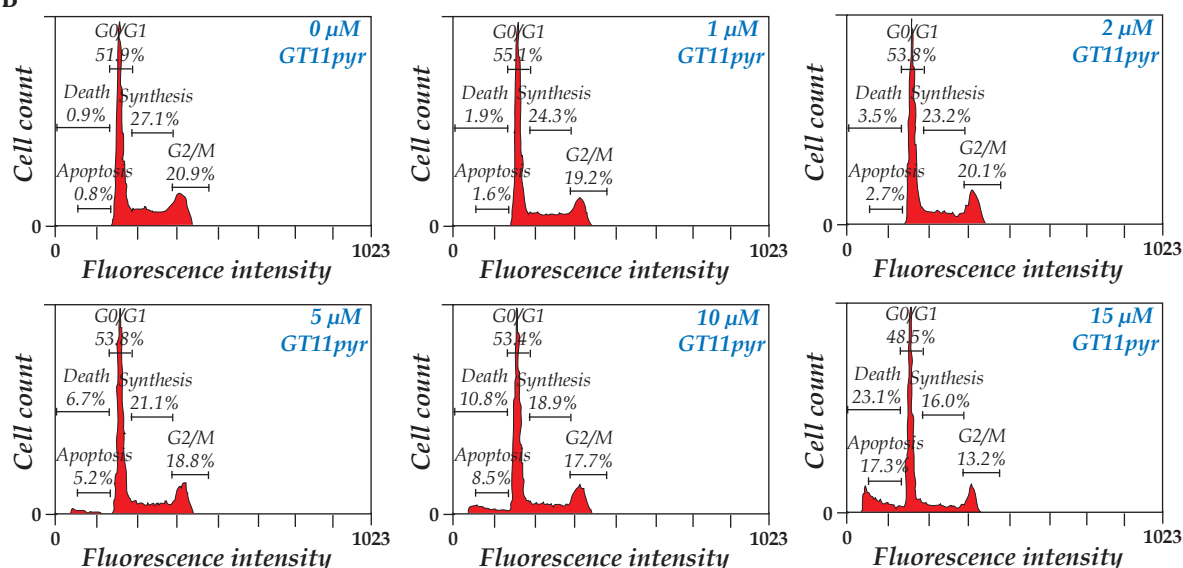 B
G0/G1
51.9%
0 µM
GT11pyr
Death
0.9%
Synthesis
27.1%
G2/M
20.9%
Apoptosis
0.8%
Cell count
0
0
1023
Fluorescence intensity
G0/G1
55.1%
1 µM
GT11pyr
Death
1.9%
Synthesis
24.3%
G2/M
19.2%
Apoptosis
1.6%
Cell count
0
0
1023
Fluorescence intensity
G0/G1
53.8%
2 µM
GT11pyr
Death
3.5%
Synthesis
23.2%
G2/M
20.1%
Apoptosis
2.7%
Cell count
0
0
1023
Fluorescence intensity
G0/G1
53.8%
5 µM
GT11pyr
Death
6.7%
Synthesis
21.1%
G2/M
18.8%
Apoptosis
5.2%
Cell count
0
0
1023
Fluorescence intensity
G0/G1
53.4%
10 µM
GT11pyr
Death
10.8%
Synthesis
18.9%
G2/M
17.7%
Apoptosis
8.5%
Cell count
0
0
1023
Fluorescence intensity
G0/G1
48.5%
15 µM
GT11pyr
Death
23.1%
Synthesis
16.0%
G2/M
13.2%
Apoptosis
17.3%
Cell count
0
0
1023
Fluorescence intensity